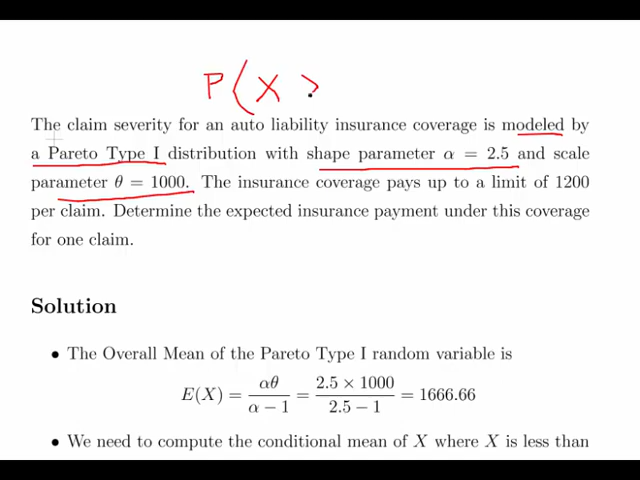 P(X >
The claim severity for an auto liability insurance coverage is modeled by
a Pareto Type I distribution with shape parameter α = 2.5 and scale
parameter θ = 1000. The insurance coverage pays up to a limit of 1200
per claim. Determine the expected insurance payment under this coverage
for one claim.
Solution
• The Overall Mean of the Pareto Type I random variable is
E(X) = αθ/(α − 1) = (2.5 × 1000)/(2.5 − 1) = 1666.66
• We need to compute the conditional mean of X where X is less than